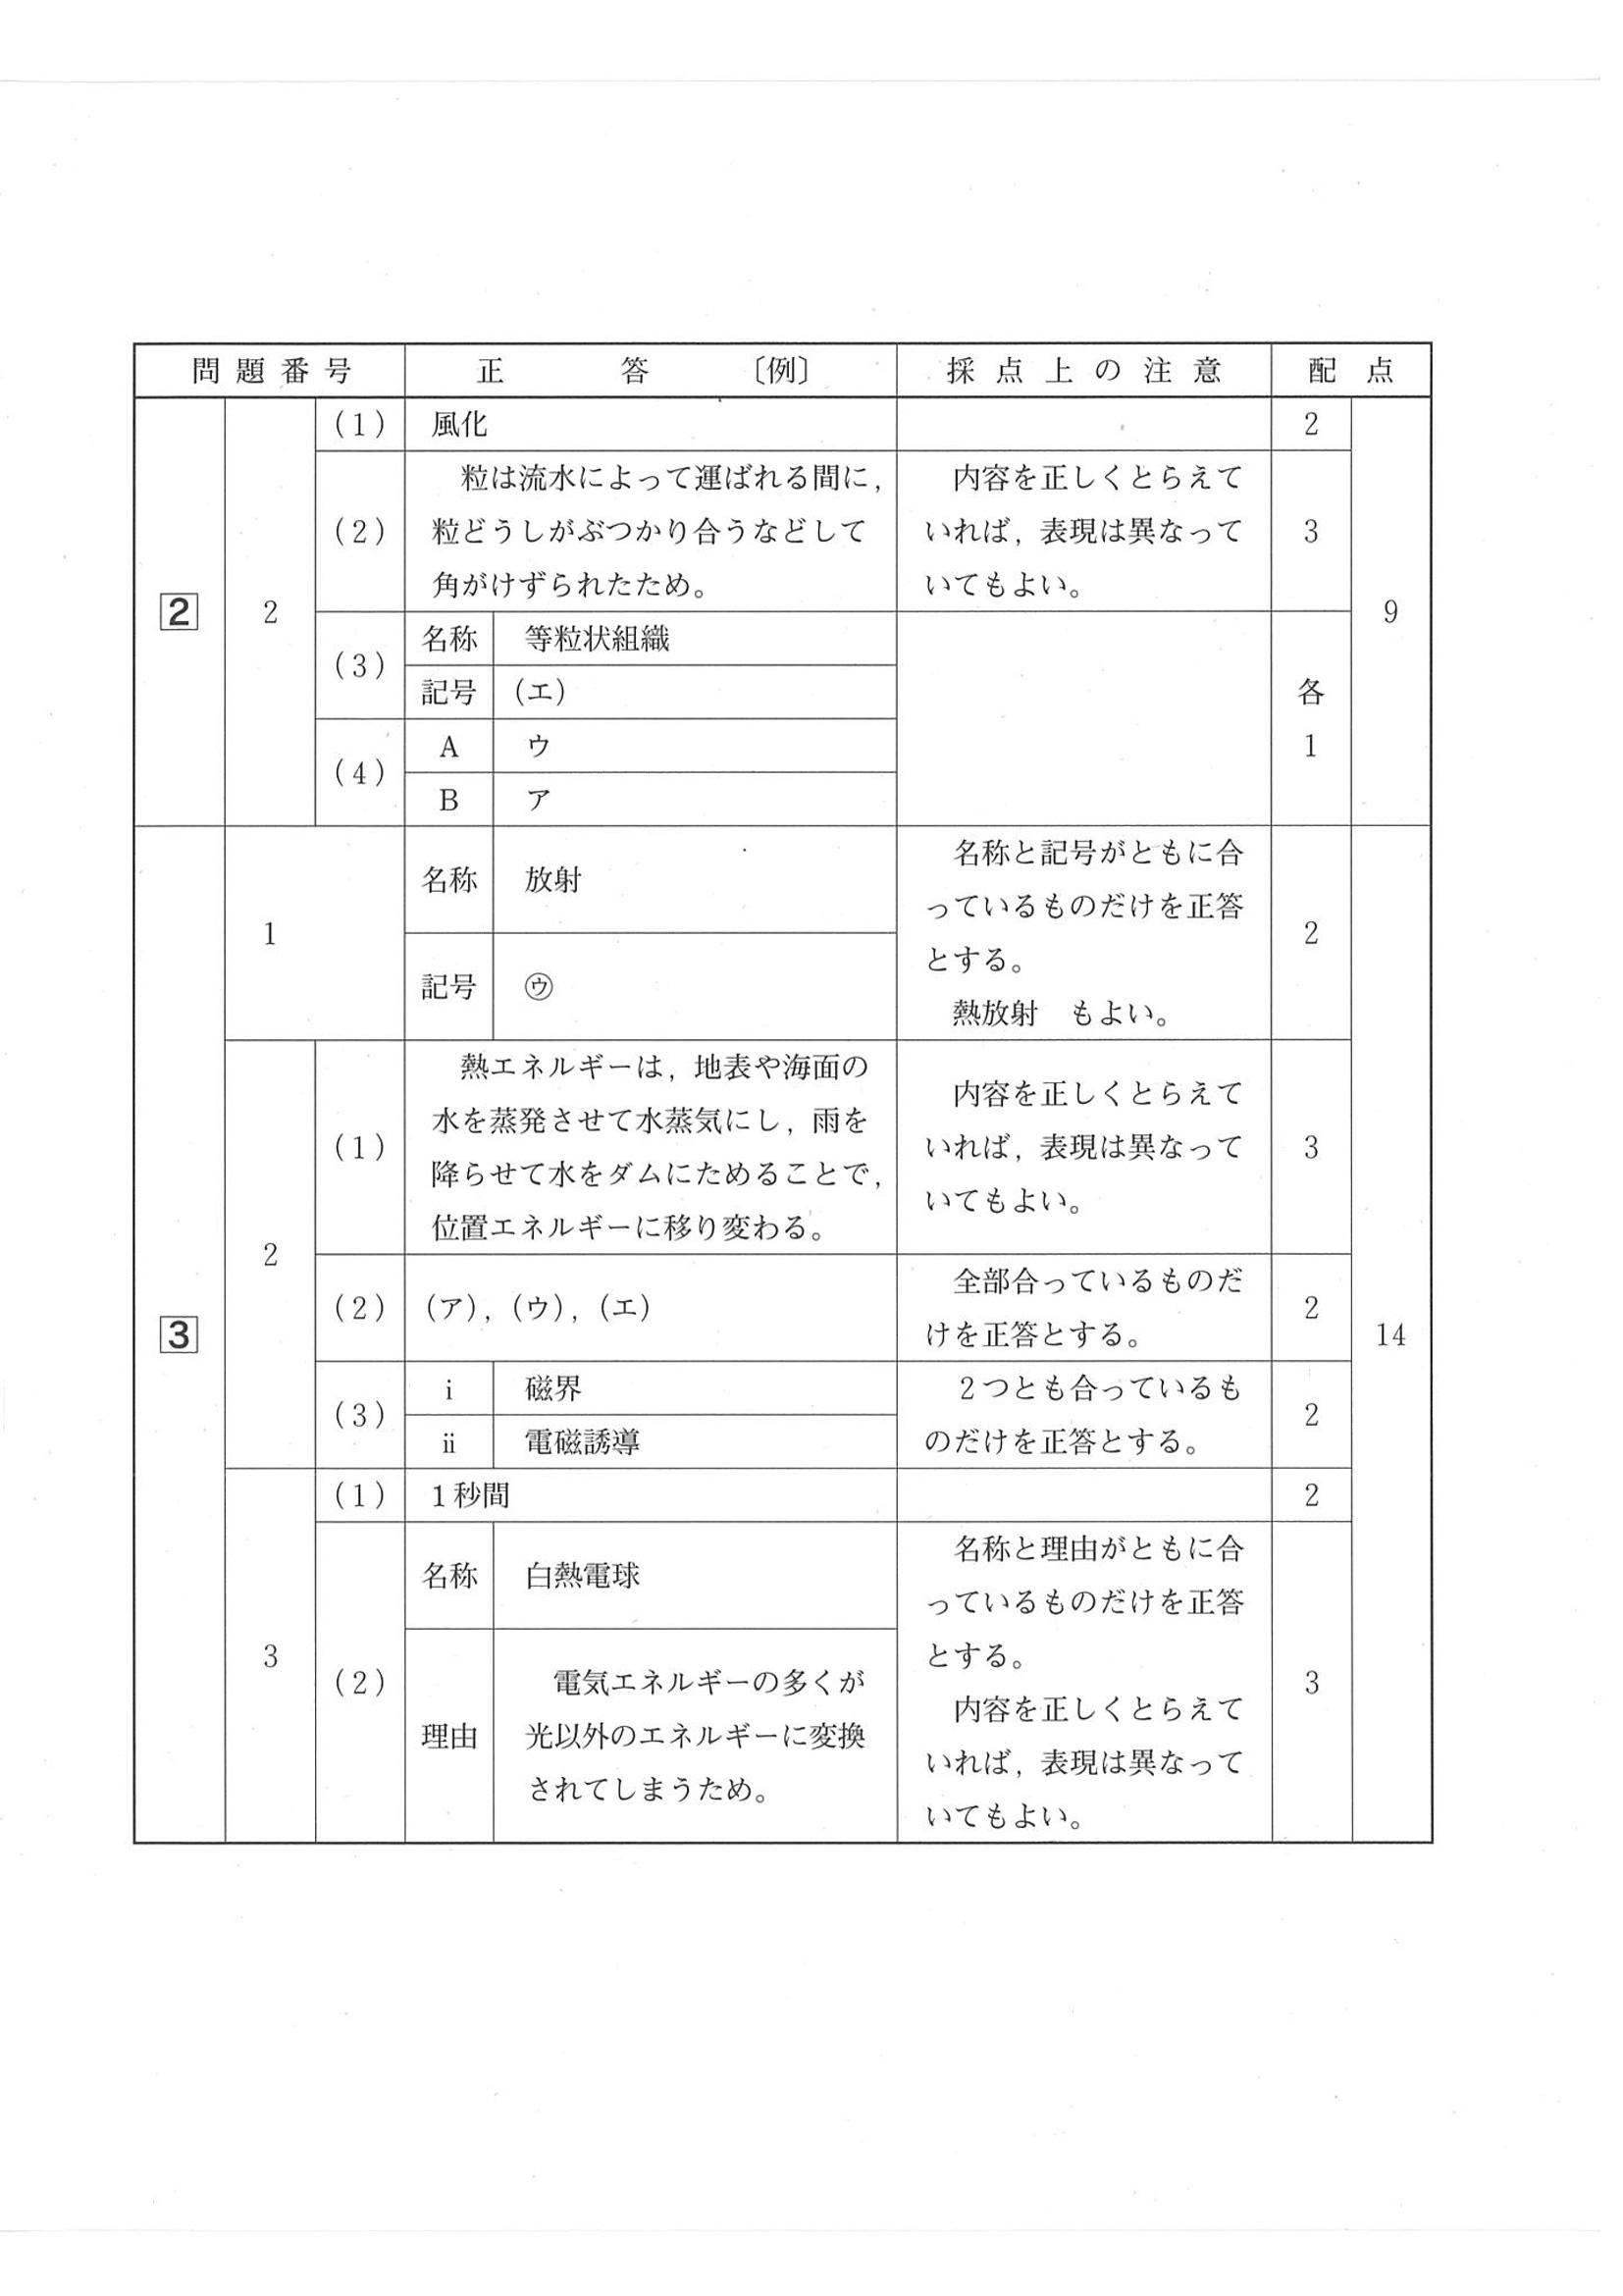 問題番号 正答〔例〕 採点上の注意 配点
2 2 (1) 風化 2 9
(2) 粒は流水によって運ばれる間に,
粒どうしがぶつかり合うなどして
角がけずられたため。
内容を正しくとらえて
いれば,表現は異なって
いてもよい。
3
(3) 名称 等粒状組織
記号 (エ)
各
1
(4) A ウ
B ア
3 1 名称 放射
記号 ㋒
名称と記号がともに合
っているものだけを正答
とする。
熱放射 もよい。
2
14
2 (1) 熱エネルギーは,地表や海面の
水を蒸発させて水蒸気にし,雨を
降らせて水をダムにためることで,
位置エネルギーに移り変わる。
内容を正しくとらえて
いれば,表現は異なって
いてもよい。
3
(2) (ア),(ウ),(エ)
全部合っているものだ
けを正答とする。
2
(3) i 磁界
ii 電磁誘導
2つとも合っているも
のだけを正答とする。
2
3 (1) 1秒間 2
(2) 名称 白熱電球
理由 電気エネルギーの多くが
光以外のエネルギーに変換
されてしまうため。
名称と理由がともに合
っているものだけを正答
とする。
内容を正しくとらえて
いれば,表現は異なって
いてもよい。
3